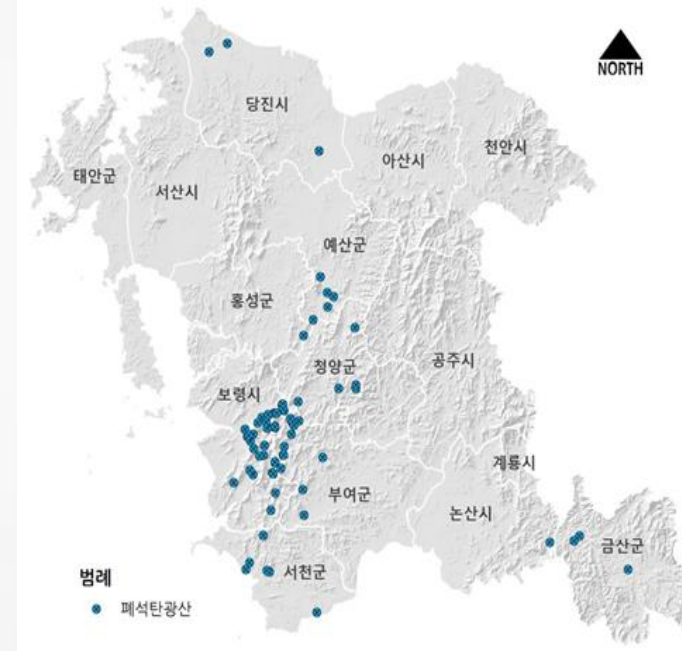 NORTH
당진시
아산시
천안시
태안군
서산시
예산군
홍성군
청양군
공주시
보령시
계룡시
부여군
논산시
금산군
서천군
범례
폐석탄광산